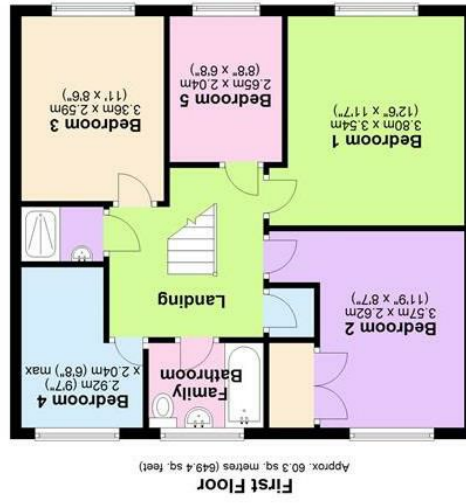 First Floor
Approx. 60.3 sq. metres (649.4 sq. feet)
Bedroom 2
3.57m x 2.62m
(11'9" x 8'7")
Family
Bathroom
Bedroom 4
2.92m (9'7")
x 2.04m (6'8") max
Landing
Bedroom 1
3.80m x 3.54m
(12'6" x 11'7")
Bedroom 5
2.65m x 2.04m
(8'8" x 6'8")
Bedroom 3
3.36m x 2.59m
(11' x 8'6")